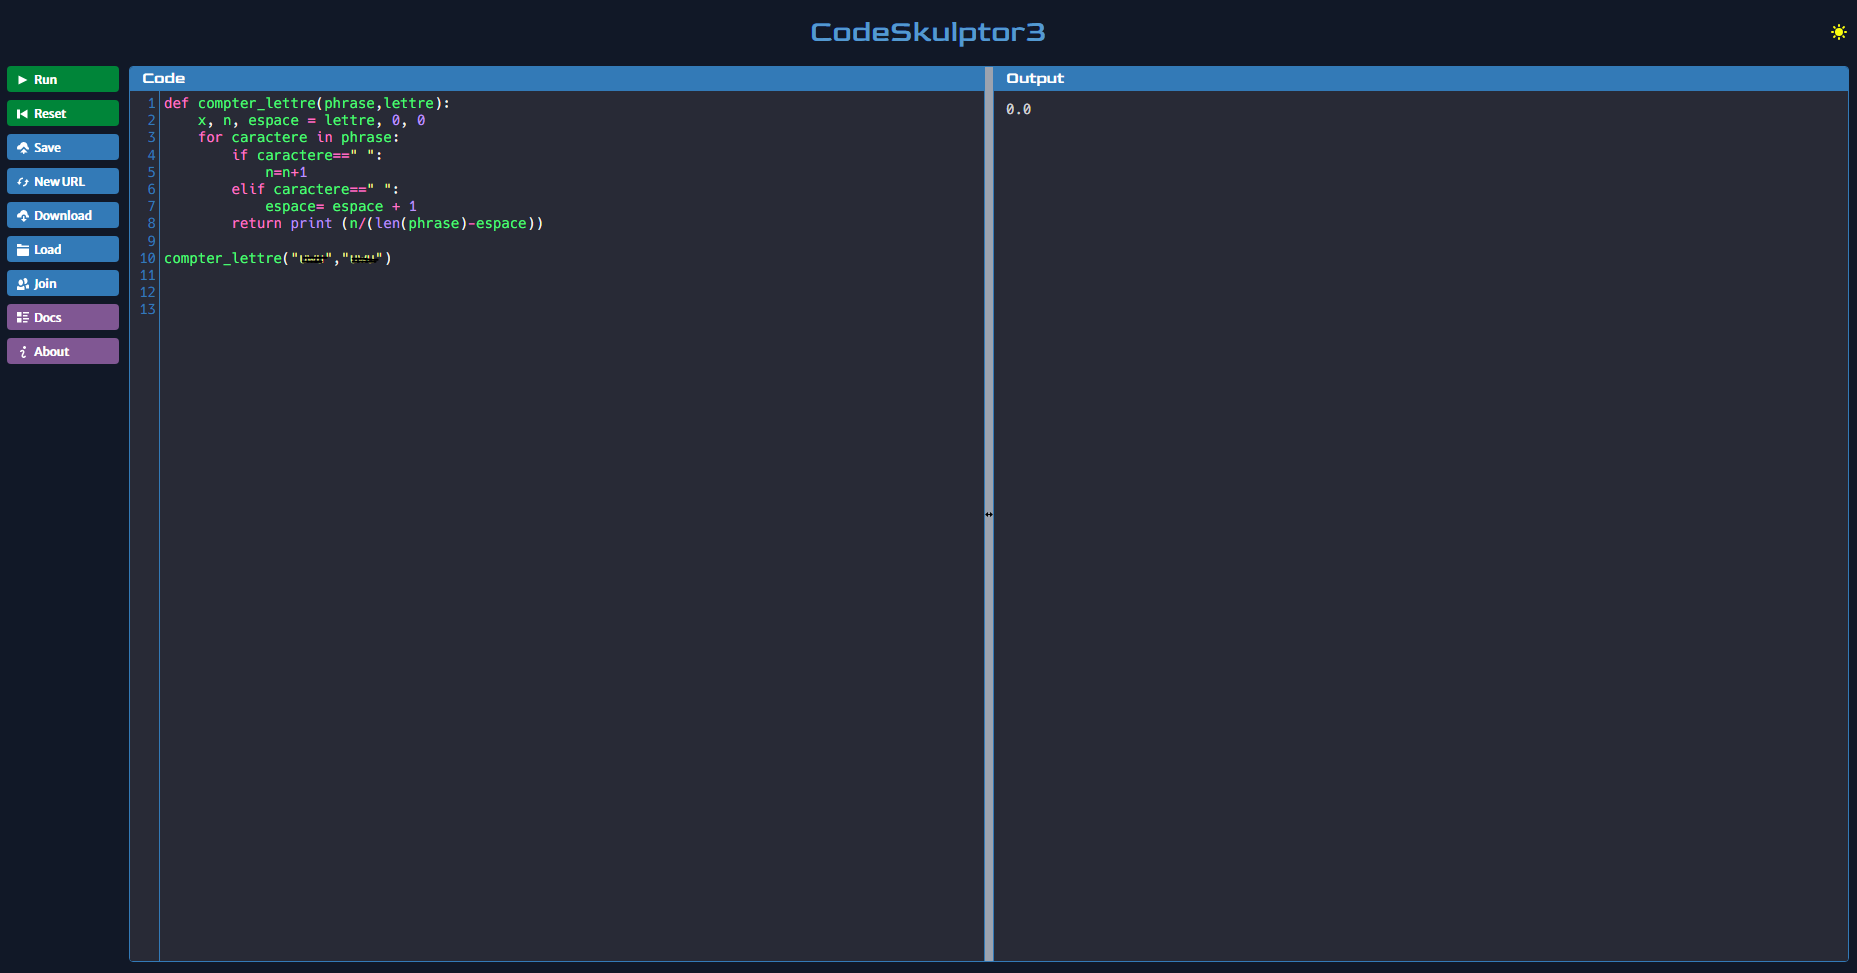 CodeSkulptor3
Run
Reset
Save
New URL
Download
Load
Join
Docs
About
Code
1 def compter_lettre(phrase,lettre):
2     x, n, espace = lettre, 0, 0
3     for caractere in phrase:
4         if caractere==" ":
5             n=n+1
6         elif caractere==" ":
7             espace= espace + 1
8         return print (n/(len(phrase)-espace))
9
10 compter_lettre("","")
11
12
13
Output
0.0